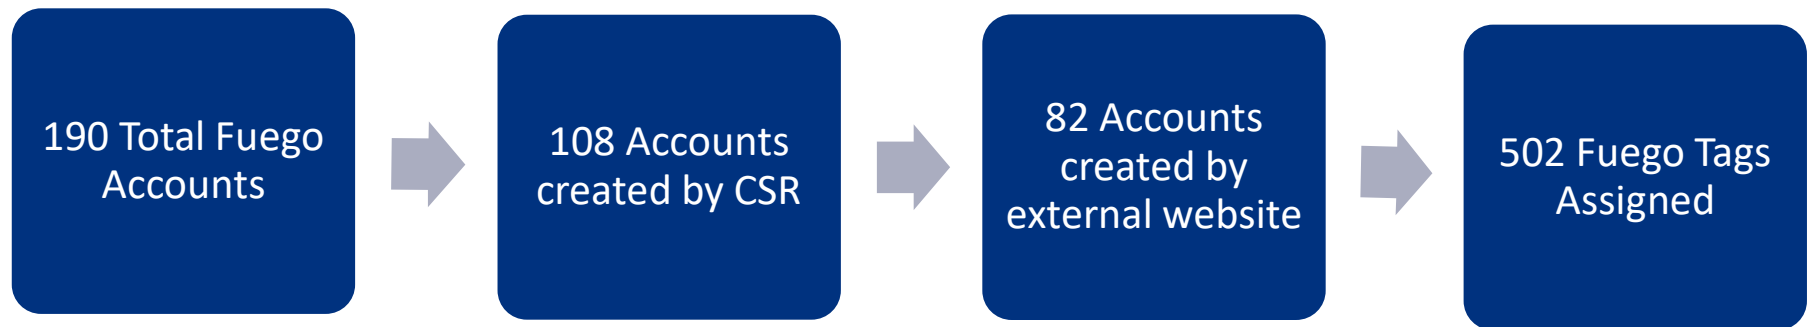 190 Total Fuego
Accounts
108 Accounts
created by CSR
82 Accounts
created by
external website
502 Fuego Tags
Assigned